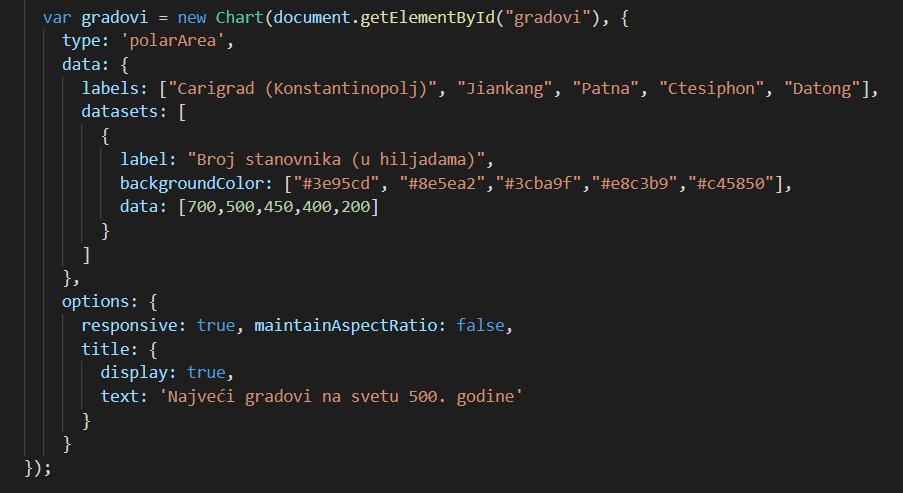 var gradovi = new Chart(document.getElementById("gradovi"), {
type: 'polarArea',
data: {
labels: ["Carigrad (Konstantinopolj)", "Jiankang", "Patna", "Ctesiphon", "Datong"],
datasets: [
{
label: "Broj stanovnika (u hiljadama)",
backgroundColor: ["#3e95cd", "#8e5ea2","#3cba9f","#e8c3b9","#c45850"],
data: [700,500,450,400,200]
}
]
},
options: {
responsive: true, maintainAspectRatio: false,
title: {
display: true,
text: 'Najveći gradovi na svetu 500. godine'
}
}
});